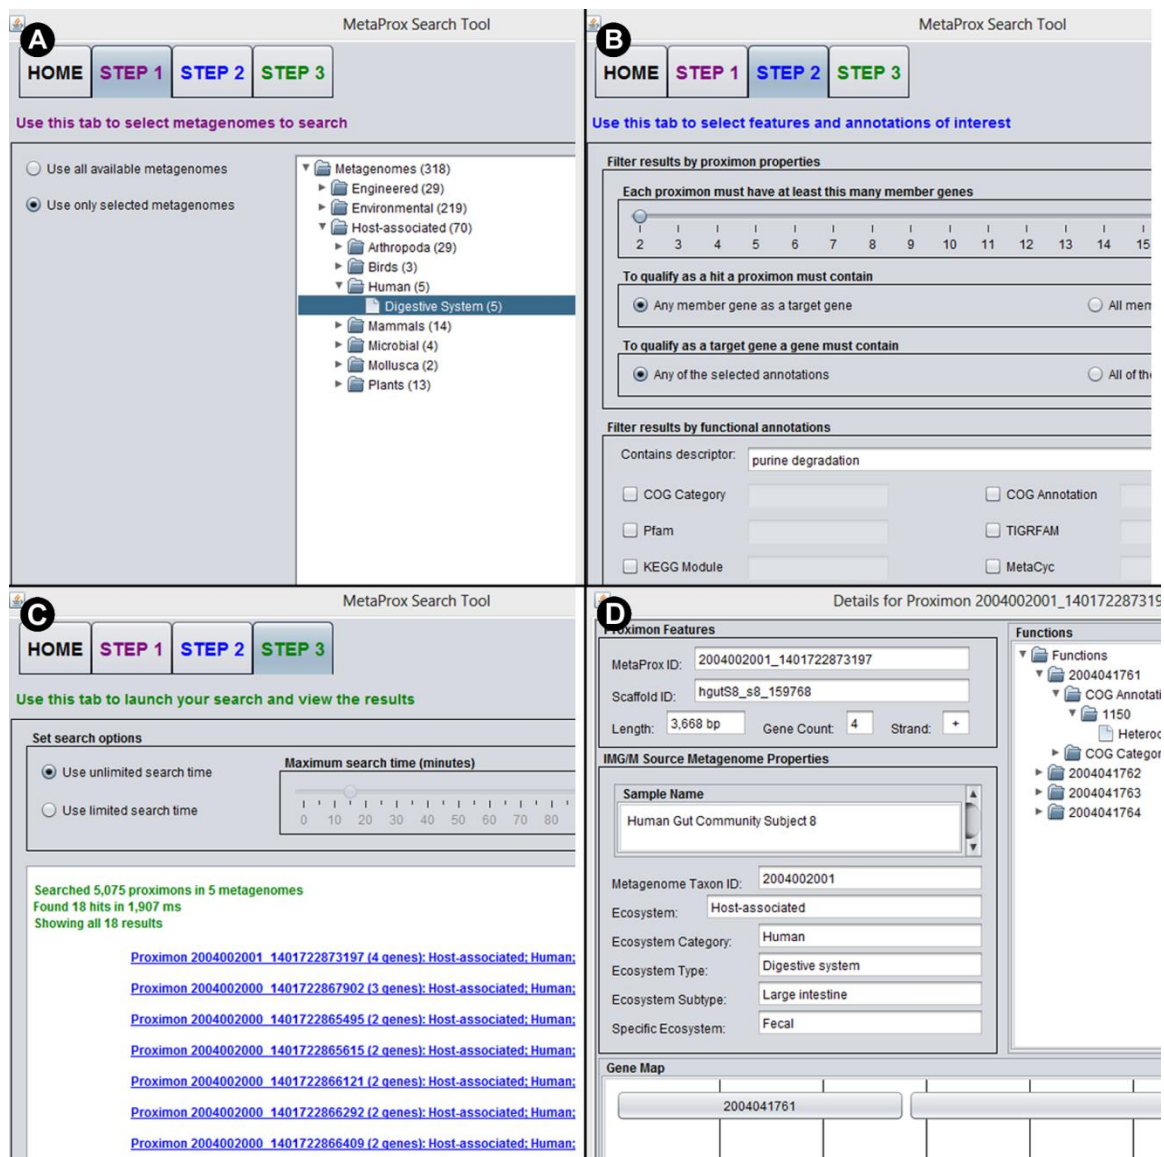 A
MetaProx Search Tool
HOME STEP 1 STEP 2 STEP 3
Use this tab to select metagenomes to search
Use all available metagenomes
Use only selected metagenomes
Metagenomes (318)
Engineered (29)
Environmental (219)
Host-associated (70)
Arthropoda (29)
Birds (3)
Human (5)
Digestive System (5)
Mammals (14)
Microbial (4)
Mollusca (2)
Plants (13)
B
MetaProx Search Tool
HOME STEP 1 STEP 2 STEP 3
Use this tab to select features and annotations of interest
Filter results by proximon properties
Each proximon must have at least this many member genes
2 3 4 5 6 7 8 9 10 11 12 13 14 15
To qualify as a hit a proximon must contain
Any member gene as a target gene All mem
To qualify as a target gene a gene must contain
Any of the selected annotations All of th
Filter results by functional annotations
Contains descriptor: purine degradation
COG Category COG Annotation
Pfam TIGRFAM
KEGG Module MetaCyc
C
MetaProx Search Tool
HOME STEP 1 STEP 2 STEP 3
Use this tab to launch your search and view the results
Set search options
Use unlimited search time
Use limited search time
Maximum search time (minutes)
0 10 20 30 40 50 60 70 80
Searched 5,075 proximons in 5 metagenomes
Found 18 hits in 1,907 ms
Showing all 18 results
Proximon 2004002001_1401722873197 (4 genes): Host-associated; Human;
Proximon 2004002000_1401722867902 (3 genes): Host-associated; Human;
Proximon 2004002000_1401722865495 (2 genes): Host-associated; Human;
Proximon 2004002000_1401722865615 (2 genes): Host-associated; Human;
Proximon 2004002000_1401722866121 (2 genes): Host-associated; Human;
Proximon 2004002000_1401722866292 (2 genes): Host-associated; Human;
Proximon 2004002000_1401722866409 (2 genes): Host-associated; Human;
D
Details for Proximon 2004002001_140172287319
Proximon Features
MetaProx ID: 2004002001_1401722873197
Scaffold ID: hgutS8_s8_159768
Length: 3,668 bp Gene Count: 4 Strand: +
IMG/M Source Metagenome Properties
Sample Name
Human Gut Community Subject 8
Metagenome Taxon ID: 2004002001
Ecosystem: Host-associated
Ecosystem Category: Human
Ecosystem Type: Digestive system
Ecosystem Subtype: Large intestine
Specific Ecosystem: Fecal
Functions
Functions
2004041761
COG Annotati
1150
Heteroc
COG Categor
2004041762
2004041763
2004041764
Gene Map
2004041761